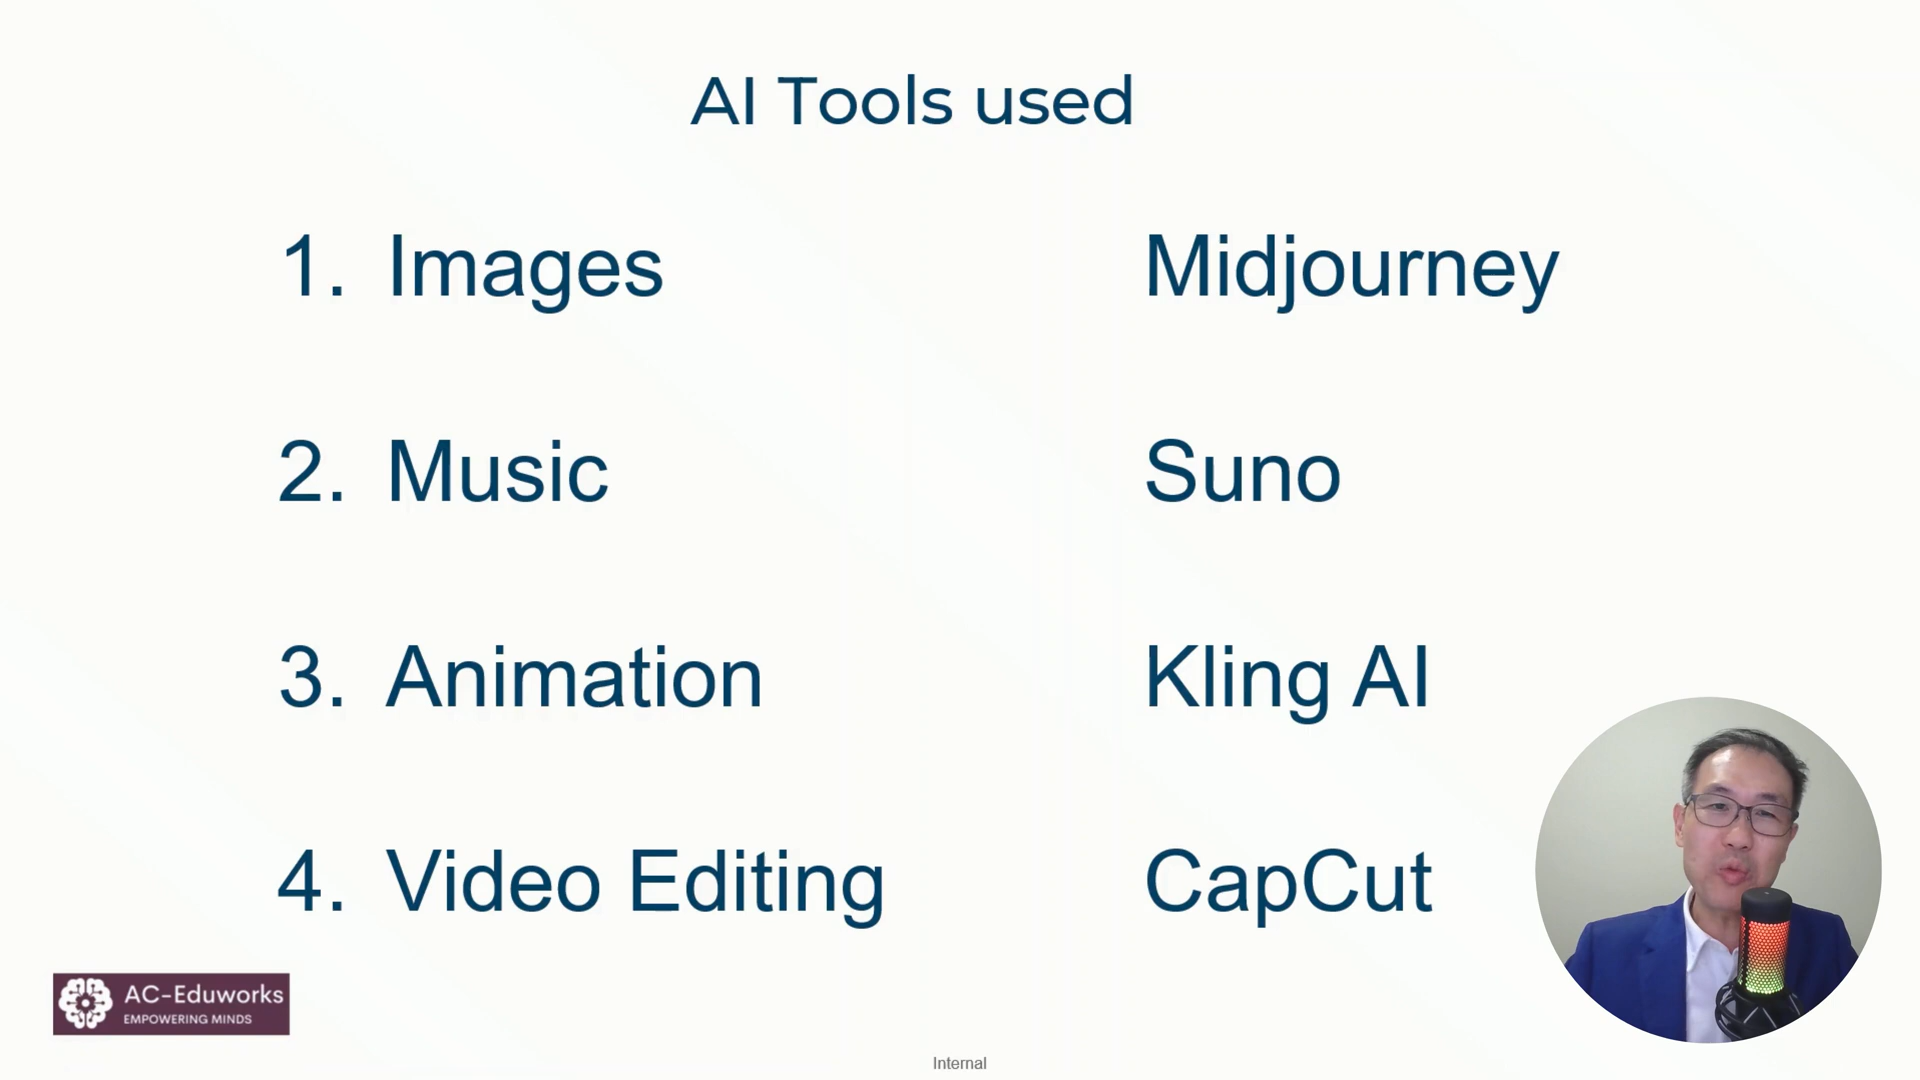 AI Tools used
1. Images Midjourney
2. Music Suno
3. Animation Kling AI
4. Video Editing CapCut
AC-Eduworks
EMPOWERING MINDS
Internal